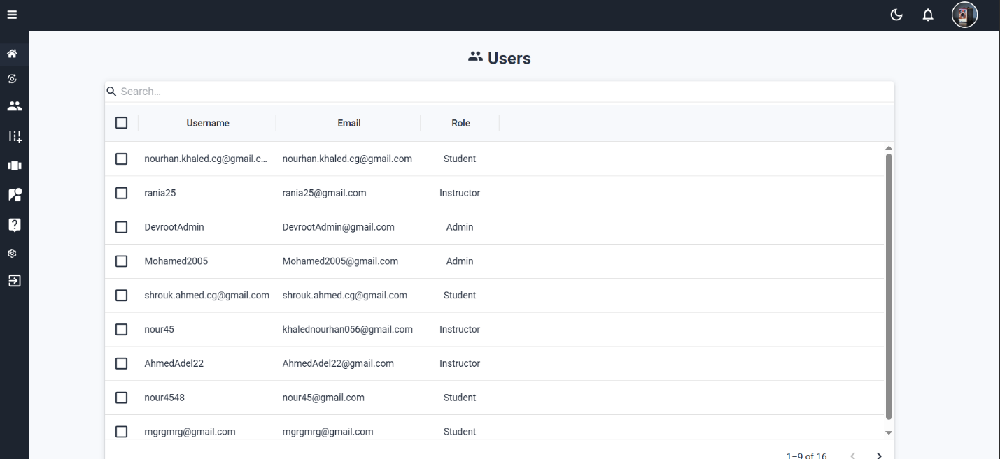 Users
Search...
Username Email Role
nourhan.khaled.cg@gmail.c... nourhan.khaled.cg@gmail.com Student
rania25 rania25@gmail.com Instructor
DevrootAdmin DevrootAdmin@gmail.com Admin
Mohamed2005 Mohamed2005@gmail.com Admin
shrouk.ahmed.cg@gmail.com shrouk.ahmed.cg@gmail.com Student
nour45 khalednourhan056@gmail.com Instructor
AhmedAdel22 AhmedAdel22@gmail.com Instructor
nour4548 nour45@gmail.com Student
mgrgmrg@gmail.com mgrgmrg@gmail.com Student
1–9 of 16